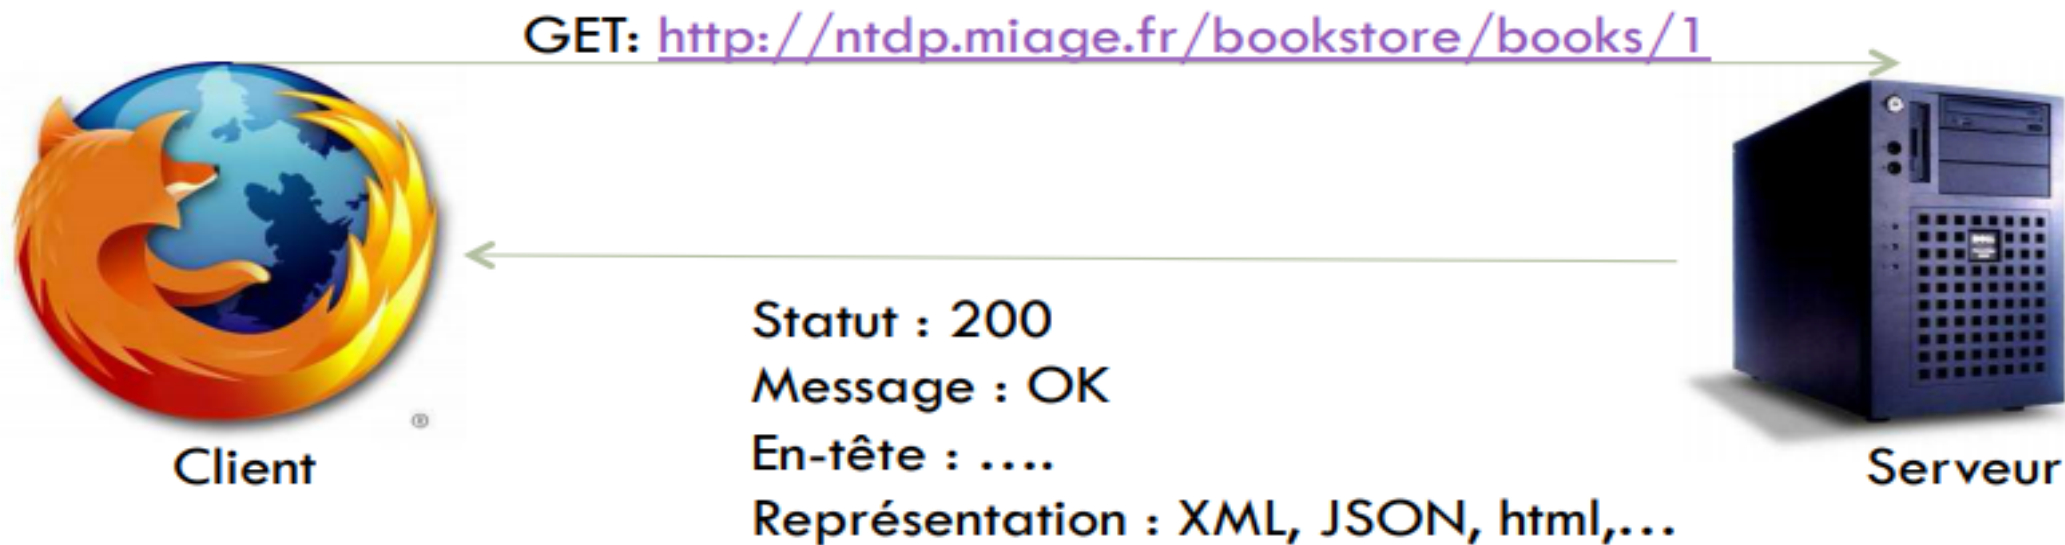 GET: http://ntdp.miage.fr/bookstore/books/1
Statut : 200
Message : OK
En-tête : ....
Représentation : XML, JSON, html,...
®
Client
Serveur